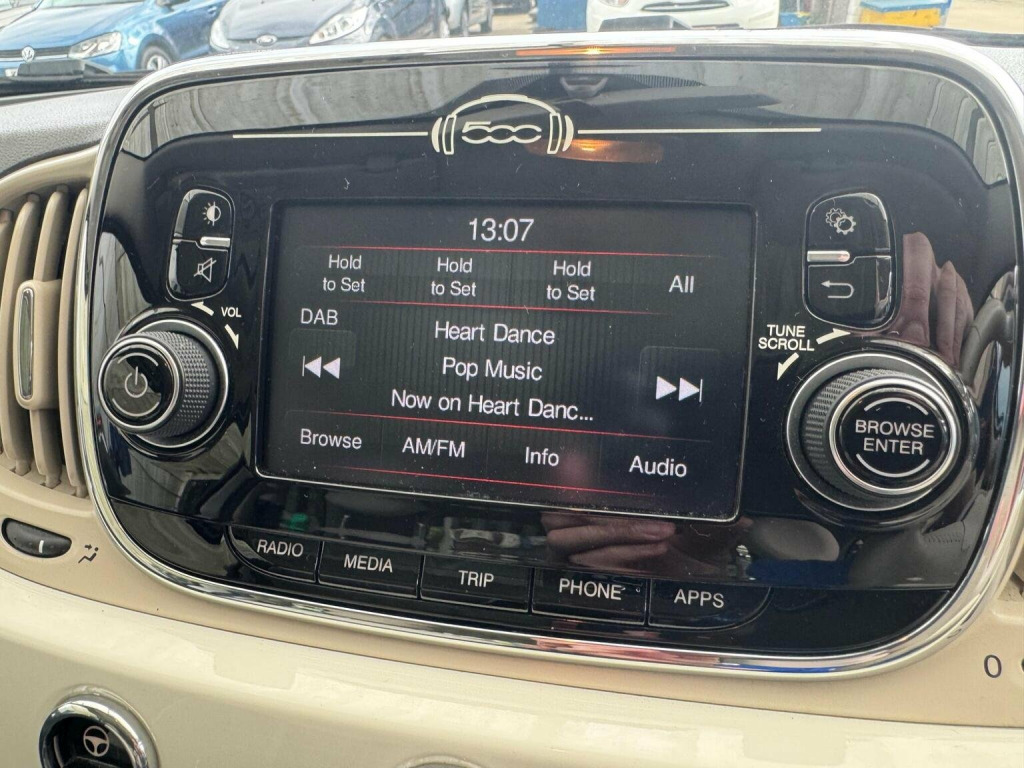 500
13:07
Hold to Set
Hold to Set
Hold to Set
All
DAB
Heart Dance
Pop Music
Now on Heart Danc...
Browse
AM/FM
Info
Audio
VOL
TUNE
SCROLL
BROWSE
ENTER
RADIO
MEDIA
TRIP
PHONE
APPS
0